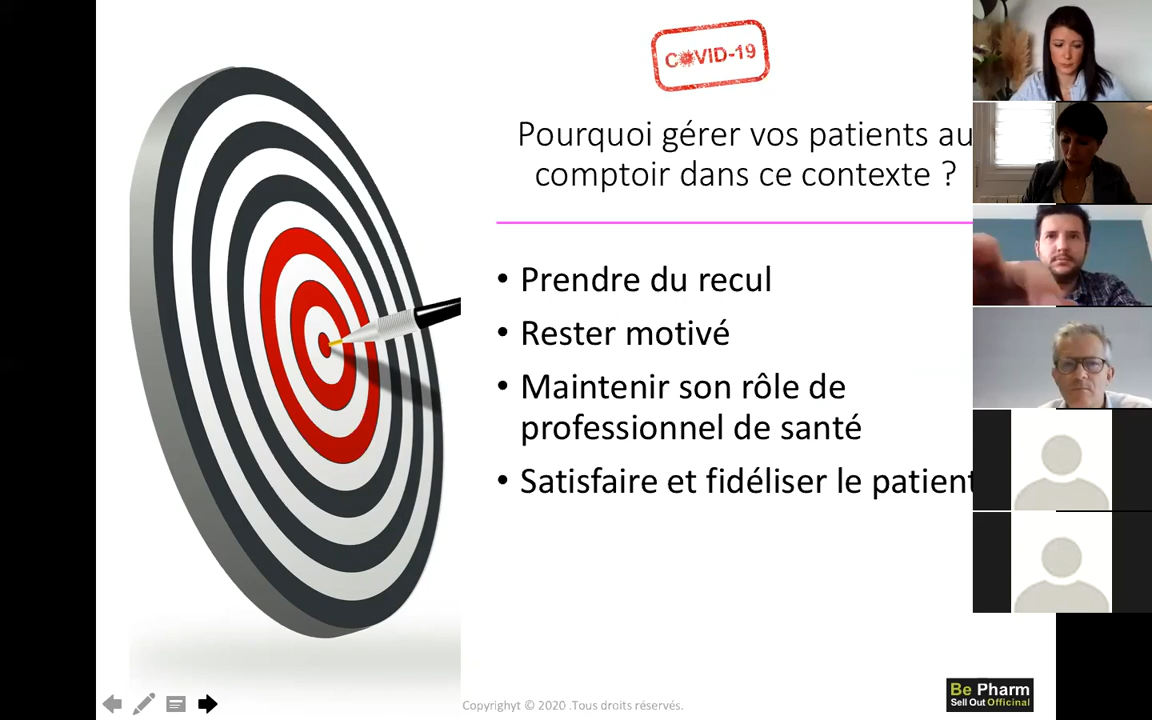 COVID-19
Pourquoi gérer vos patients au
comptoir dans ce contexte ?
• Prendre du recul
• Rester motivé
• Maintenir son rôle de
professionnel de santé
• Satisfaire et fidéliser le patient
Copyrighyt © 2020 .Tous droits réservés.
Be Pharm
Sell Out Officinal